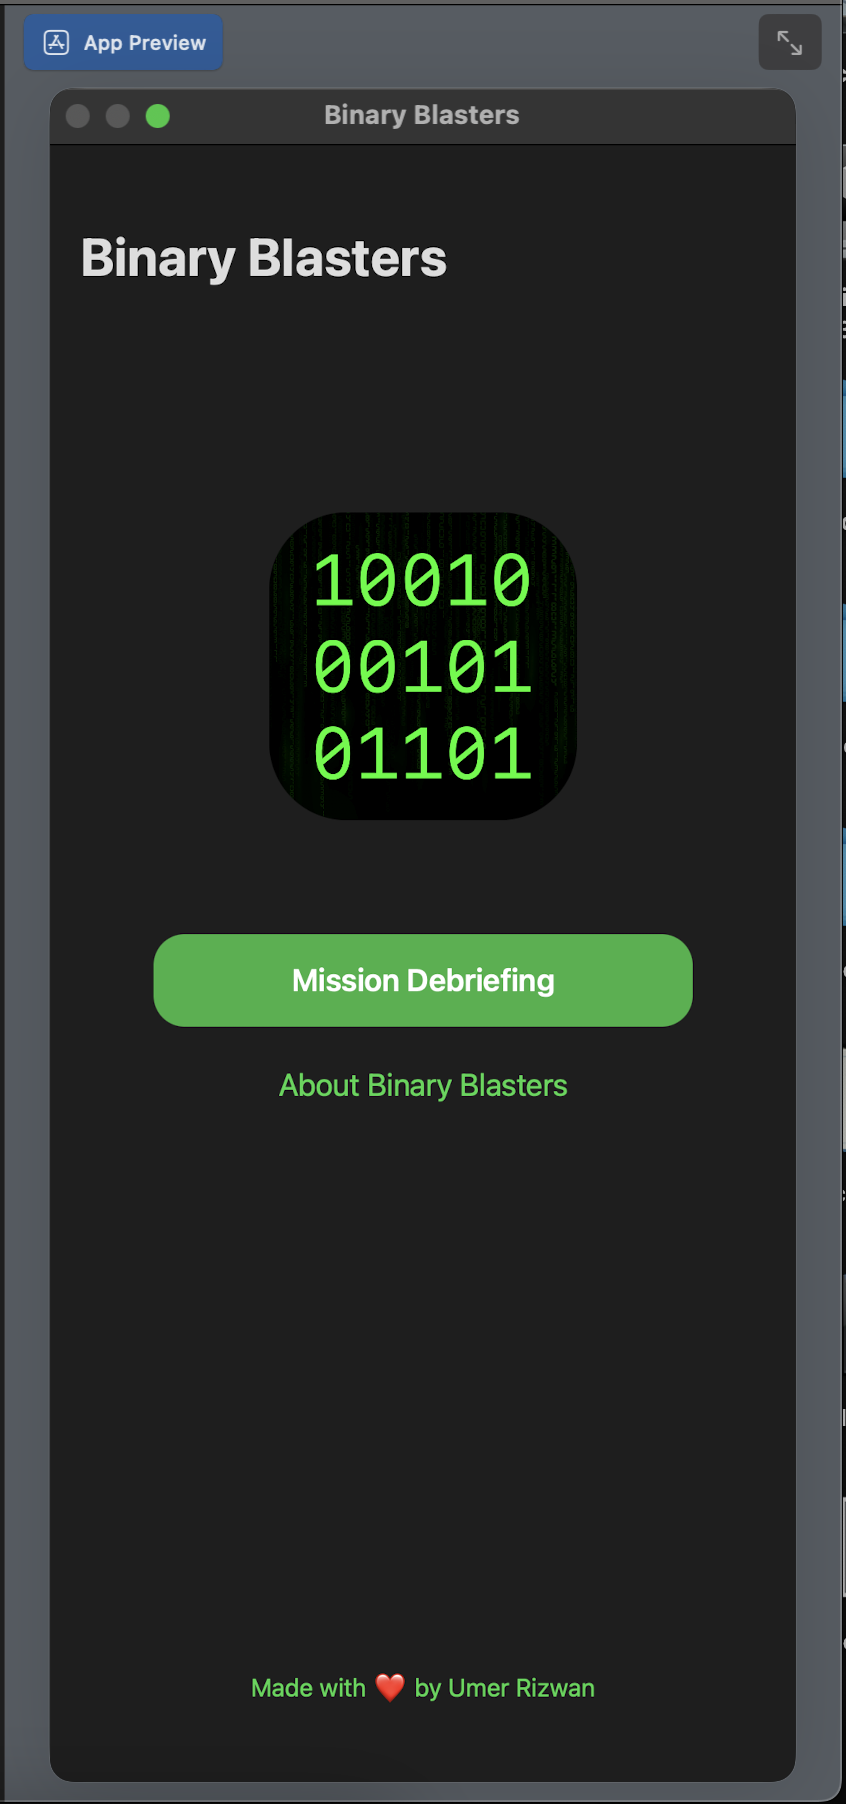 App Preview
Binary Blasters
Binary Blasters
10010
00101
01101
Mission Debriefing
About Binary Blasters
Made with ❤️ by Umer Rizwan